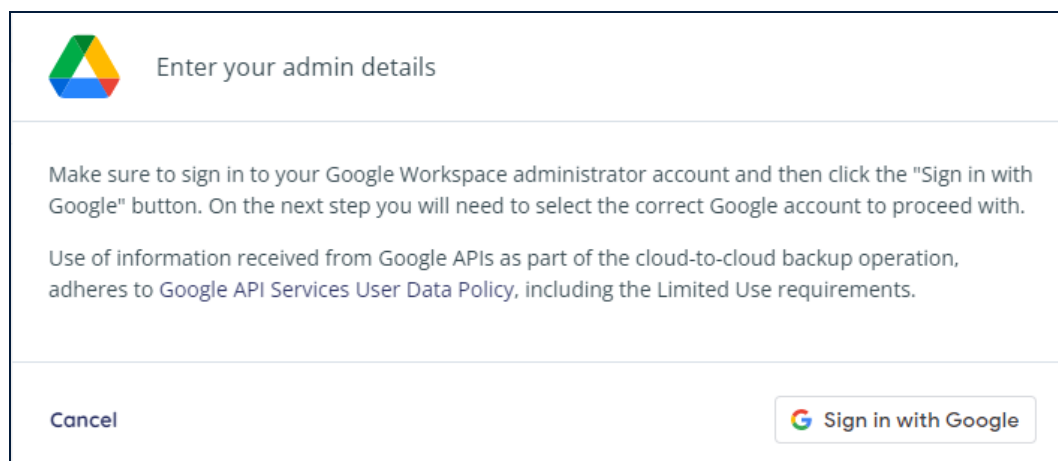 Enter your admin details
Make sure to sign in to your Google Workspace administrator account and then click the "Sign in with
Google" button. On the next step you will need to select the correct Google account to proceed with.
Use of information received from Google APIs as part of the cloud-to-cloud backup operation,
adheres to Google API Services User Data Policy, including the Limited Use requirements.
Cancel
Sign in with Google